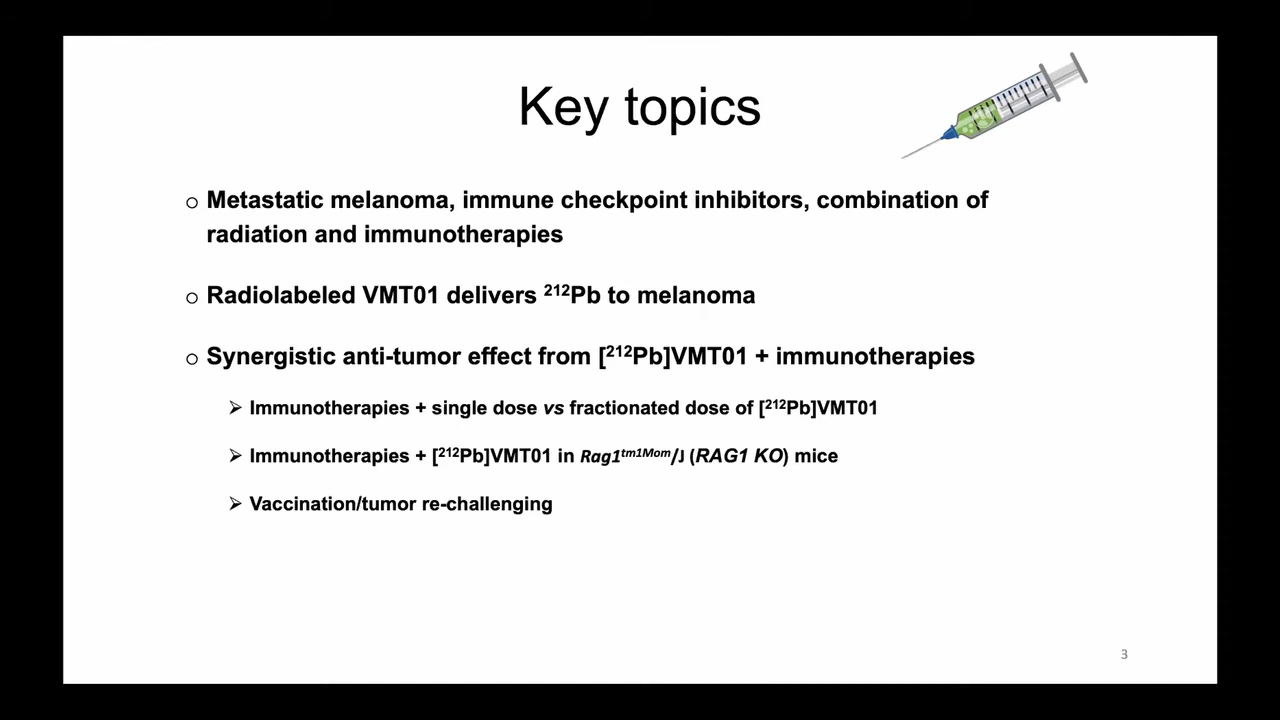 Key topics
○ Metastatic melanoma, immune checkpoint inhibitors, combination of
radiation and immunotherapies
○ Radiolabeled VMT01 delivers ²¹²Pb to melanoma
○ Synergistic anti-tumor effect from [²¹²Pb]VMT01 + immunotherapies
➢ Immunotherapies + single dose vs fractionated dose of [²¹²Pb]VMT01
➢ Immunotherapies + [²¹²Pb]VMT01 in Rag1ᵗᵐ¹ᴹᵒᵐ/J (RAG1 KO) mice
➢ Vaccination/tumor re-challenging
3